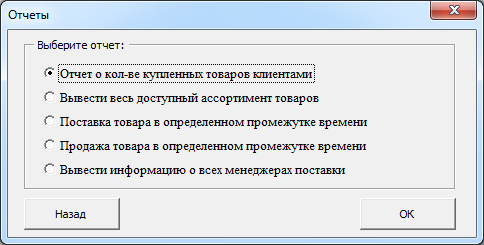 Отчеты
Выберите отчет:
Отчет о кол-ве купленных товаров клиентами
Вывести весь доступный ассортимент товаров
Поставка товара в определенном промежутке времени
Продажа товара в определенном промежутке времени
Вывести информацию о всех менеджерах поставки
Назад
ОК